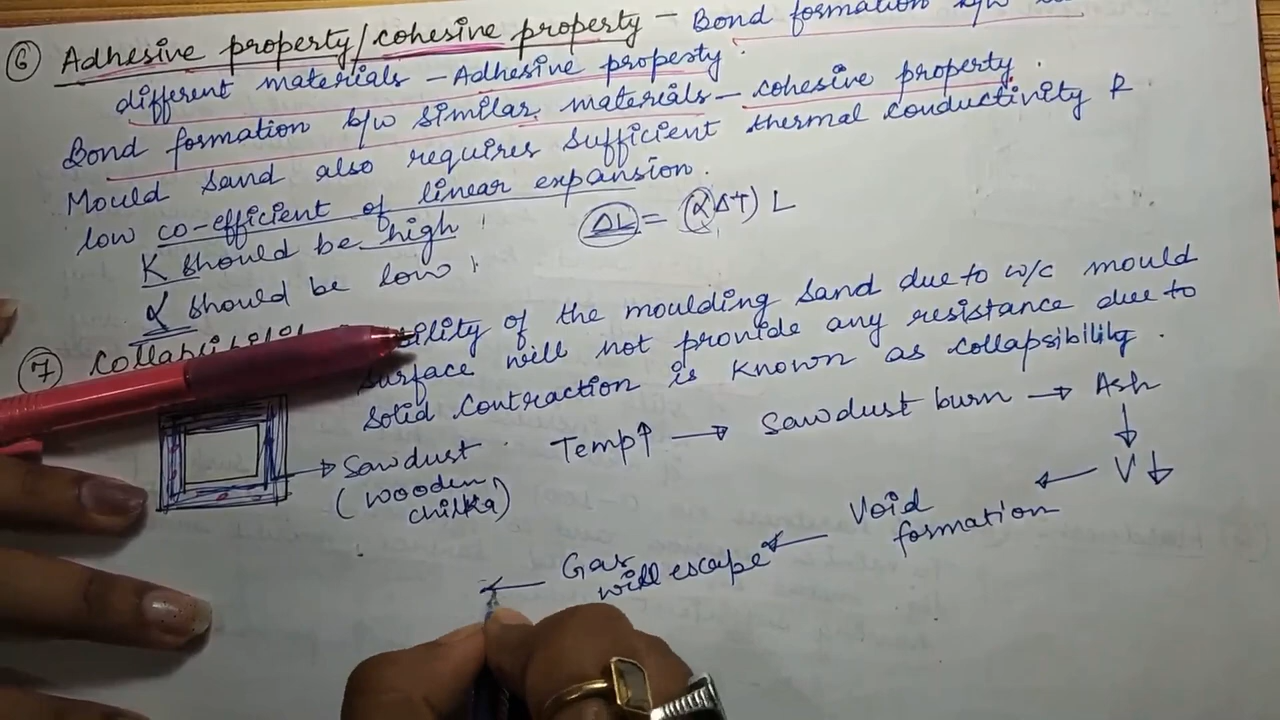 ⑥ Adhesive property/cohesive property – Bond formation b/w
different materials – Adhesive property.
Bond formation b/w similar materials – cohesive property.
Mould sand also requires sufficient thermal conductivity &
low co-efficient of linear expansion.
K should be high
α should be low
ΔL = (αΔT) L
⑦ of the moulding sand due to w/c mould
surface will not provide any resistance due to
solid contraction is known as collapsibility.
Sawdust
(wooden
chilka)
Temp↑ → Sawdust burn → Ash
↓
V↓
← Void
formation
← Gas
will escape
←